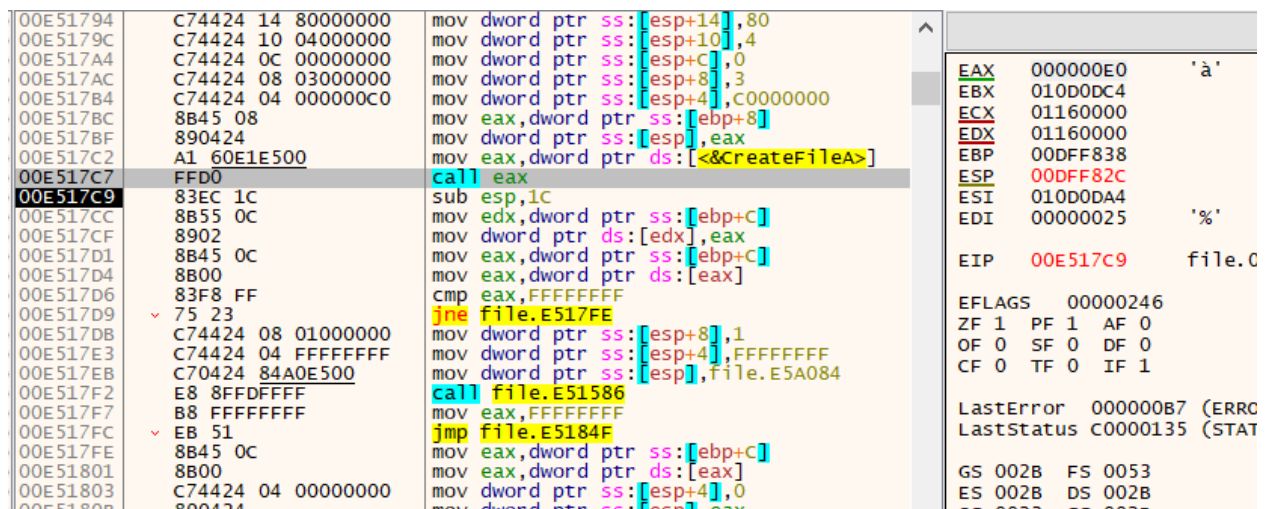 00E51794 C74424 14 80000000 mov dword ptr ss:[esp+14],80
00E5179C C74424 10 04000000 mov dword ptr ss:[esp+10],4
00E517A4 C74424 0C 00000000 mov dword ptr ss:[esp+C],0
00E517AC C74424 08 03000000 mov dword ptr ss:[esp+8],3
00E517B4 C74424 04 000000C0 mov dword ptr ss:[esp+4],C0000000
00E517BC 8B45 08 mov eax,dword ptr ss:[ebp+8]
00E517BF 890424 mov dword ptr ss:[esp],eax
00E517C2 A1 60E1E500 mov eax,dword ptr ds:[<&CreateFileA>]
00E517C7 FFD0 call eax
00E517C9 83EC 1C sub esp,1C
00E517CC 8B55 0C mov edx,dword ptr ss:[ebp+C]
00E517CF 8902 mov dword ptr ds:[edx],eax
00E517D1 8B45 0C mov eax,dword ptr ss:[ebp+C]
00E517D4 8B00 mov eax,dword ptr ds:[eax]
00E517D6 83F8 FF cmp eax,FFFFFFFF
00E517D9 75 23 jne file.E517FE
00E517DB C74424 08 01000000 mov dword ptr ss:[esp+8],1
00E517E3 C74424 04 FFFFFFFF mov dword ptr ss:[esp+4],FFFFFFFF
00E517EB C70424 84A0E500 mov dword ptr ss:[esp],file.E5A084
00E517F2 E8 8FFDFFFF call file.E51586
00E517F7 B8 FFFFFFFF mov eax,FFFFFFFF
00E517FC EB 51 jmp file.E5184F
00E517FE 8B45 0C mov eax,dword ptr ss:[ebp+C]
00E51801 8B00 mov eax,dword ptr ds:[eax]
00E51803 C74424 04 00000000 mov dword ptr ss:[esp+4],0
EAX 000000E0 'à'
EBX 010D0DC4
ECX 01160000
EDX 01160000
EBP 00DFF838
ESP 00DFF82C
ESI 010D0DA4
EDI 00000025 '%'
EIP 00E517C9 file.0
EFLAGS 00000246
ZF 1 PF 1 AF 0
OF 0 SF 0 DF 0
CF 0 TF 0 IF 1
LastError 000000B7 (ERRO
LastStatus C0000135 (STAT
GS 002B FS 0053
ES 002B DS 002B